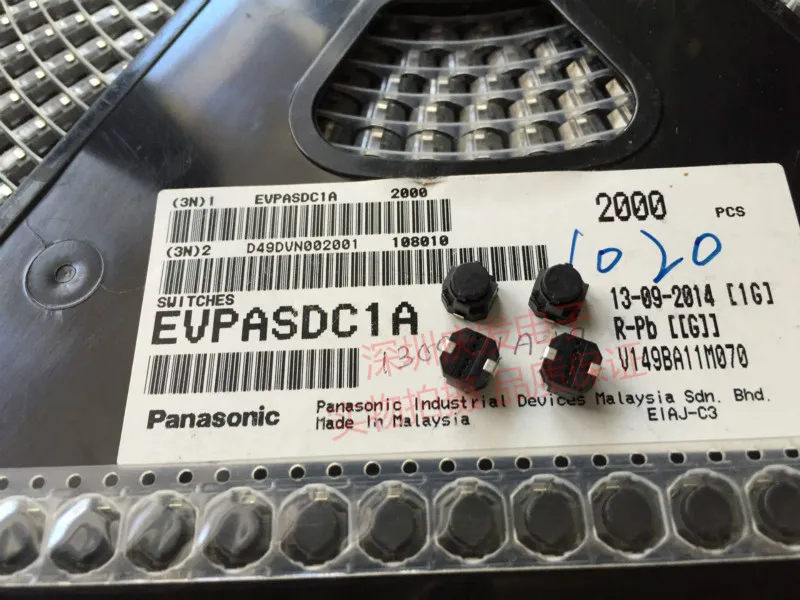 (3N)1 EVPASDC1A 2000
2000 PCS
(3N)2 D49DVN002001 108010
1020
SWITCHES
EVPASDC1A
13-09-2014 [1G]
R-Pb [[G]]
V149BA11M070
Panasonic
Panasonic Industrial Devices Malaysia Sdn. Bhd.
Made In Malaysia
EIAJ-C3